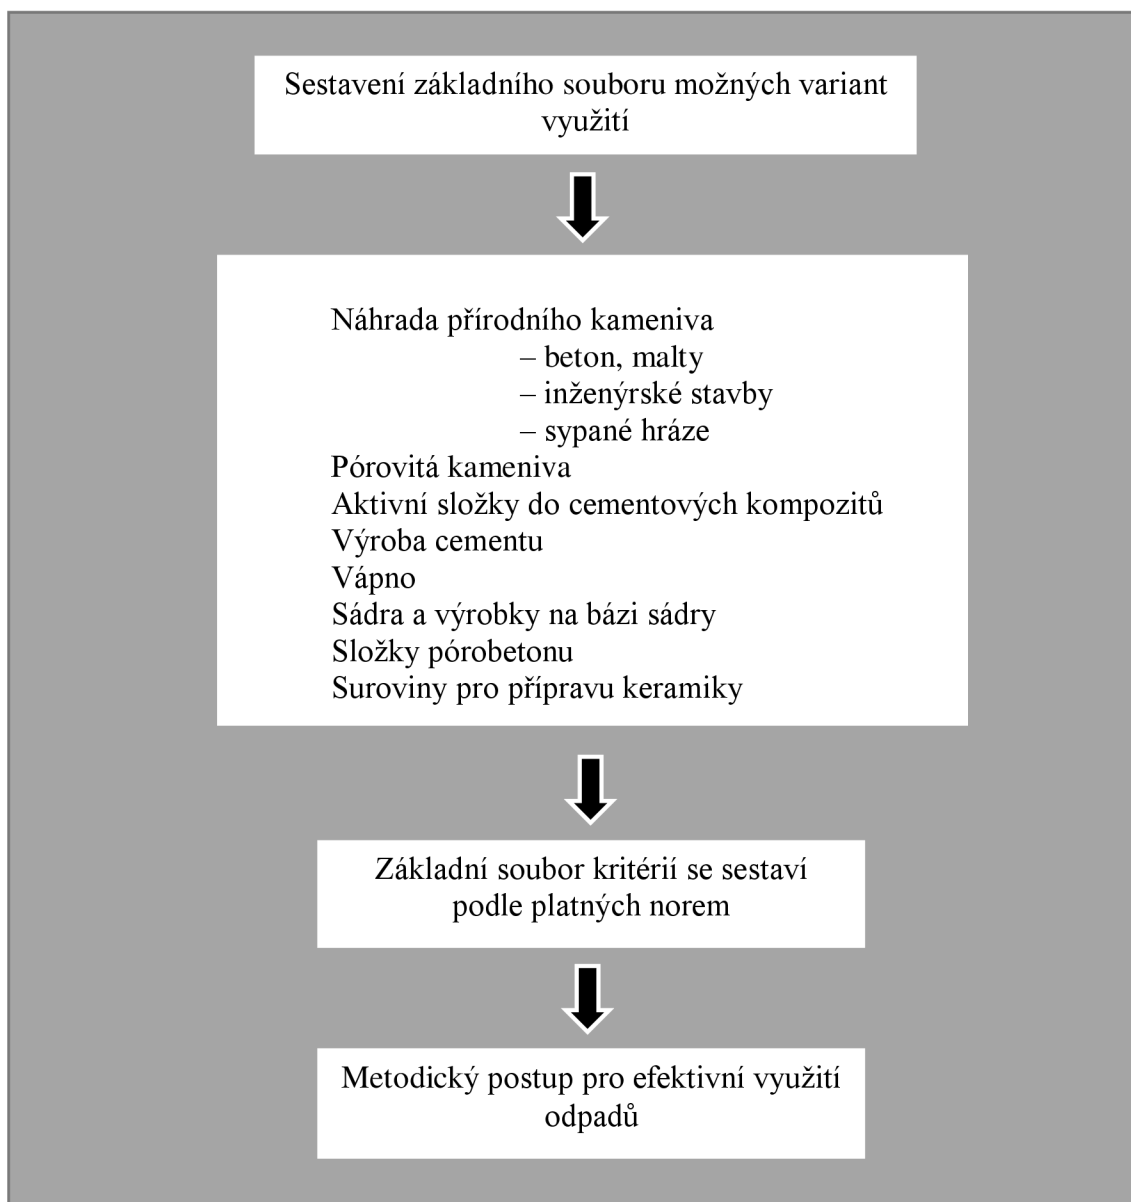 Sestavení základního souboru možných variant
využití
Náhrada přírodního kameniva
– beton, malty
– inženýrské stavby
– sypané hráze
Pórovitá kameniva
Aktivní složky do cementových kompozitů
Výroba cementu
Vápno
Sádra a výrobky na bázi sádry
Složky pórobetonu
Suroviny pro přípravu keramiky
Základní soubor kritérií se sestaví
podle platných norem
Metodický postup pro efektivní využití
odpadů